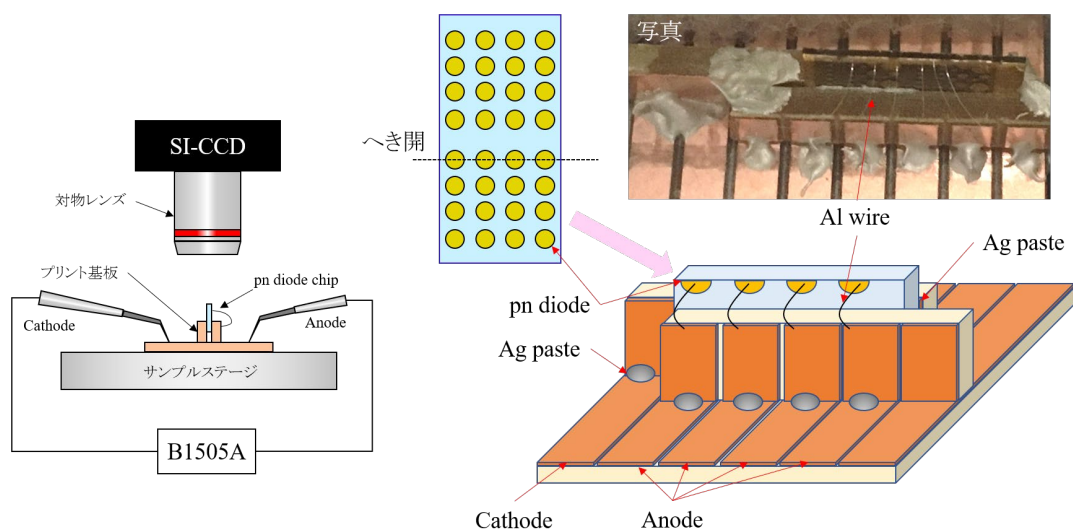 SI-CCD
対物レンズ
プリント基板
pn diode chip
Cathode
Anode
サンプルステージ
B1505A
へき開
写真
Al wire
Ag paste
pn diode
Ag paste
Cathode
Anode